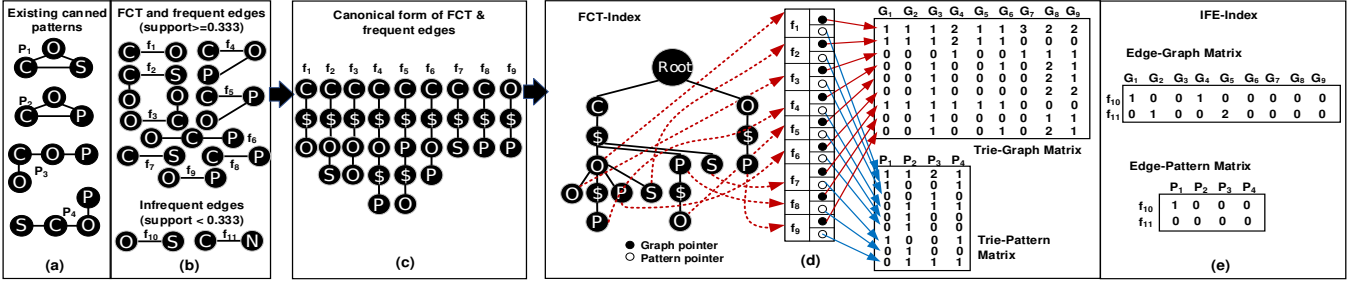 Existing canned patterns
P1
O
C S
P2
O
C P
C O P
O P3
P
P4
S C O
(a)
FCT and frequent edges
(support>=0.333)
C f1 O
f4
C O
P
C f2 S
O
O f3 C
C f5 P
O
O C P f6
C f7 S
C f8 P
O f9 P
Infrequent edges
(support < 0.333)
O f10 S
C f11 N
(b)
Canonical form of FCT &
frequent edges
f1 f2 f3 f4 f5 f6 f7 f8 f9
C C C C C C C C O
$ $ $ $ $ $ $ $ $
O O O O P O S P P
S O $ $ P
P O
(c)
FCT-Index
Root
C O
$ $
O P S P
O $ P S $
P O
f1
f2
f3
f4
f5
f6
f7
f8
f9
Graph pointer
Pattern pointer
(d)
G1 G2 G3 G4 G5 G6 G7 G8 G9
1 1 1 2 1 1 3 2 2
1 1 1 2 1 1 0 0 0
0 0 0 1 0 0 1 1 1
0 0 1 0 0 1 0 2 1
0 0 1 0 0 0 0 2 1
0 0 1 0 0 0 0 2 2
1 1 1 1 1 1 0 0 0
0 0 1 0 0 0 0 1 1
0 0 1 0 0 1 0 2 1
Trie-Graph Matrix
P1 P2 P3 P4
1 1 2 1
1 0 0 1
0 0 1 0
0 1 1 1
0 1 0 0
0 1 0 0
1 0 0 1
0 1 0 0
0 1 1 1
Trie-Pattern
Matrix
IFE-Index
Edge-Graph Matrix
G1 G2 G3 G4 G5 G6 G7 G8 G9
f10 1 0 0 1 0 0 0 0 0
f11 0 1 0 0 2 0 0 0 0
Edge-Pattern Matrix
P1 P2 P3 P4
f10 1 0 0 0
f11 0 0 0 0
(e)